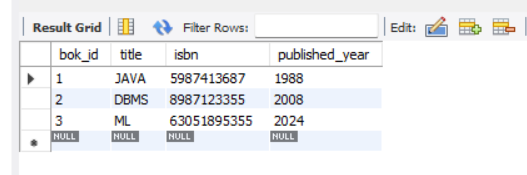 Result Grid Filter Rows: Edit:
bok_id title isbn published_year
1 JAVA 5987413687 1988
2 DBMS 8987123355 2008
3 ML 63051895355 2024
NULL NULL NULL NULL